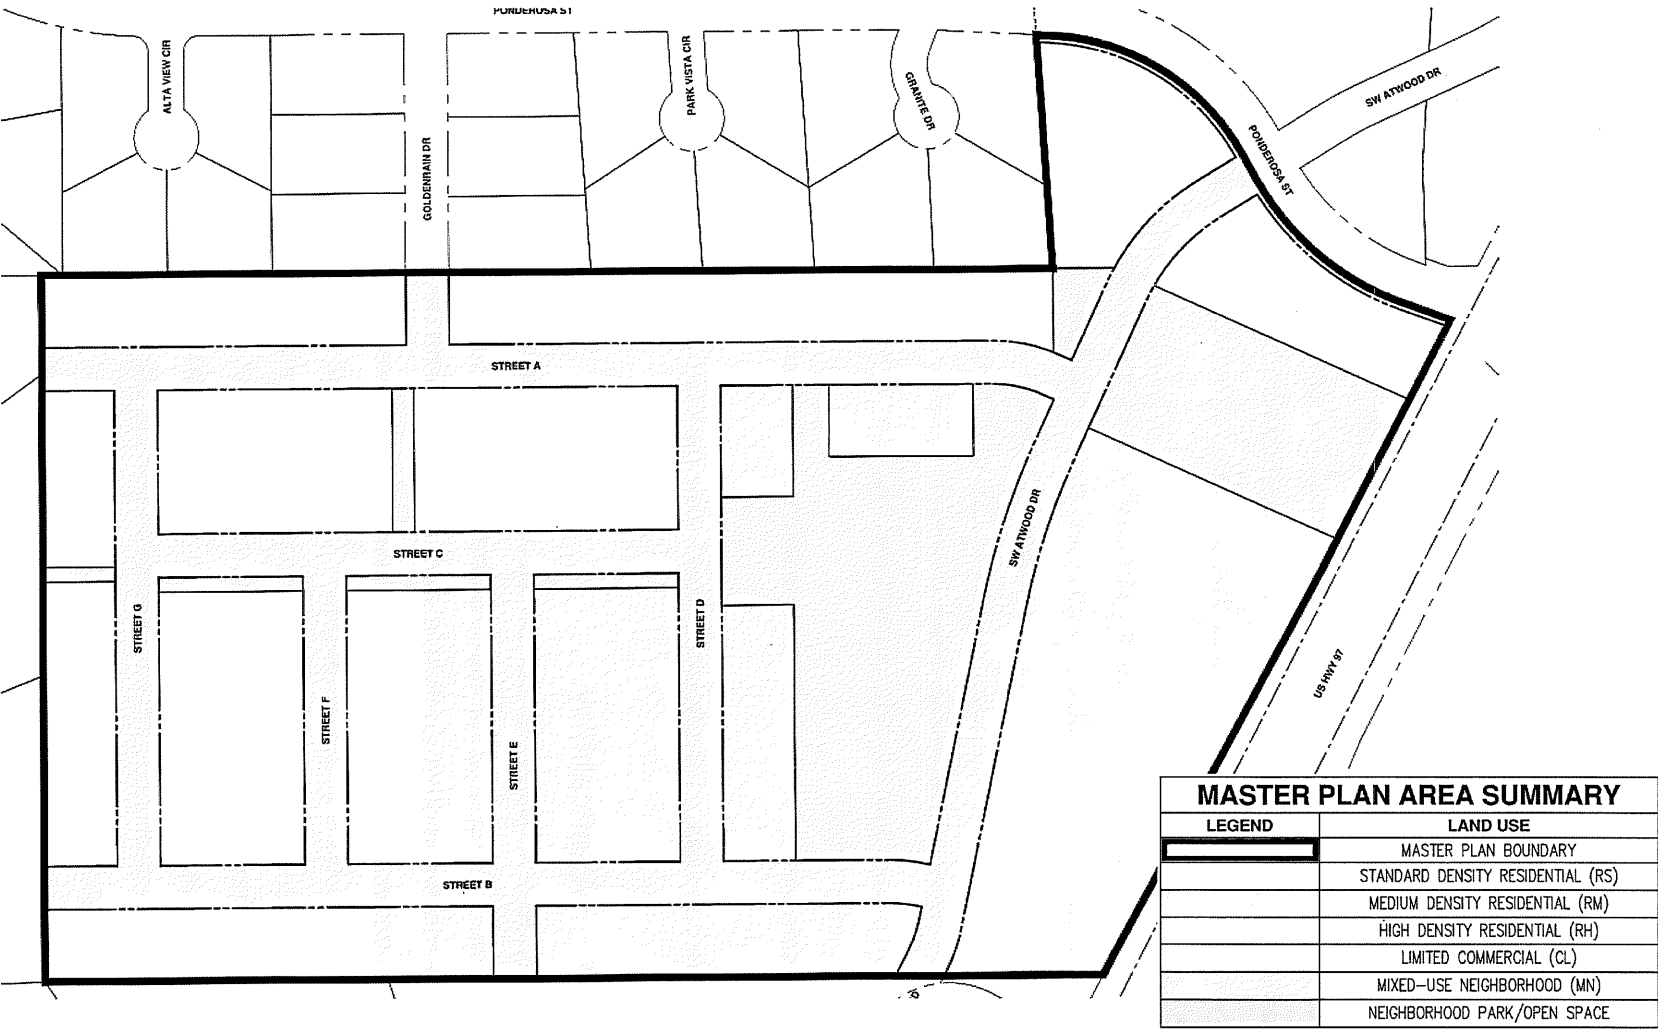 PONDEROSA ST
ALTA VIEW CIR
GOLDENRAIN DR
PARK VISTA CIR
GRANITE DR
SW ATWOOD DR
PONDEROSA ST
STREET A
STREET C
SW ATWOOD DR
STREET G
STREET D
STREET F
STREET E
US HWY 97
STREET B
MASTER PLAN AREA SUMMARY
LEGEND LAND USE
MASTER PLAN BOUNDARY
STANDARD DENSITY RESIDENTIAL (RS)
MEDIUM DENSITY RESIDENTIAL (RM)
HIGH DENSITY RESIDENTIAL (RH)
LIMITED COMMERCIAL (CL)
MIXED-USE NEIGHBORHOOD (MN)
NEIGHBORHOOD PARK/OPEN SPACE